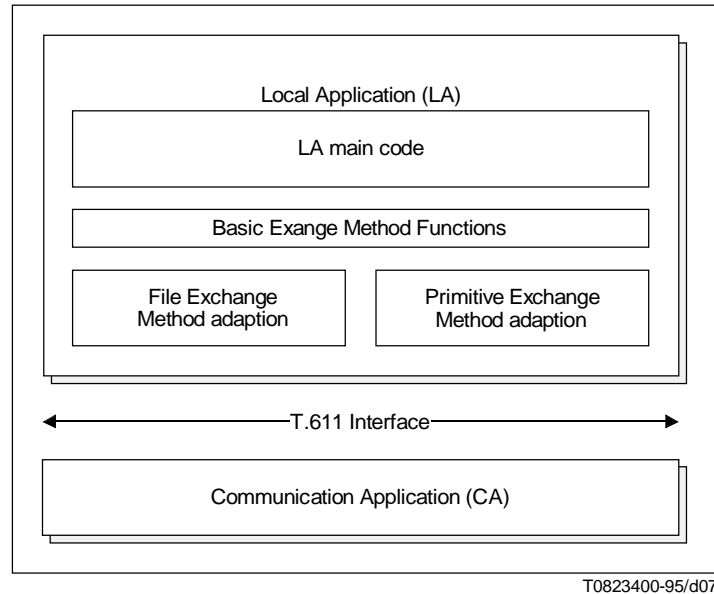 Local Application (LA)
LA main code
Basic Exange Method Functions
File Exchange
Method adaption
Primitive Exchange
Method adaption
T.611 Interface
Communication Application (CA)
T0823400-95/d07